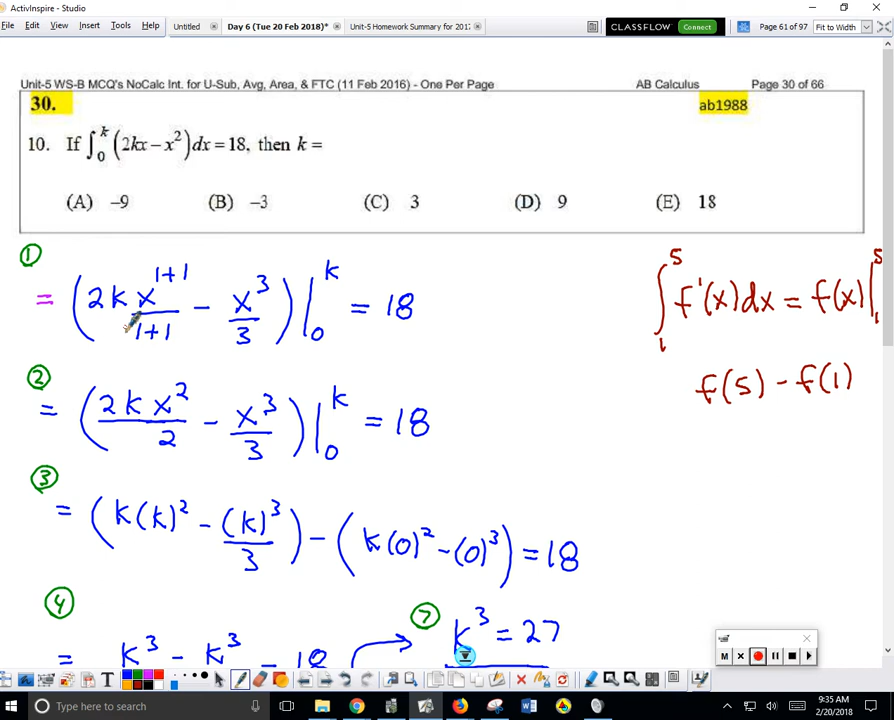 ActivInspire - Studio
File Edit View Insert Tools Help
Untitled
Day 6 (Tue 20 Feb 2018)*
Unit-5 Homework Summary for 2017
CLASSFLOW Connect
Page 61 of 97
Fit to Width
Unit-5 WS-B MCQ's NoCalc Int. for U-Sub, Avg, Area, & FTC (11 Feb 2016) - One Per Page AB Calculus Page 30 of 66
30. ab1988
10. If ∫₀ᵏ (2kx – x²) dx = 18, then k =
(A) –9 (B) –3 (C) 3 (D) 9 (E) 18
① = (2k x^(1+1)/(1+1) − x³/3) |₀ᵏ = 18
∫₁⁵ f'(x)dx = f(x)|₁⁵
f(5) − f(1)
② = (2k x²/2 − x³/3) |₀ᵏ = 18
③ = (k(k)² − (k)³/3) − (k(0)² − (0)³) = 18
④ = k³ − k³ = 18
⑦ k³ = 27
M
T
Type here to search
9:35 AM
2/20/2018